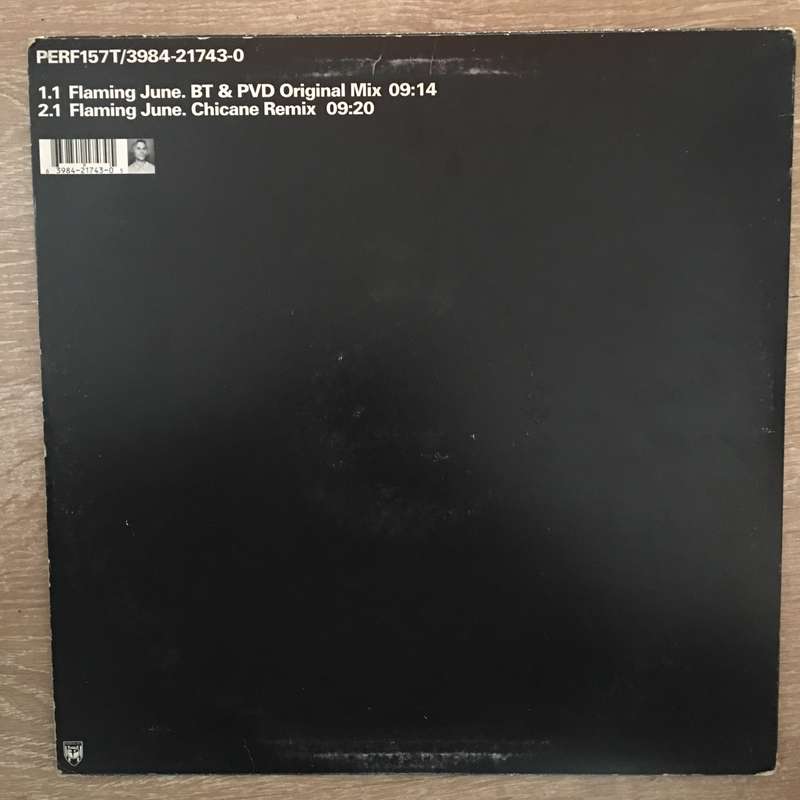 PERF157T/3984-21743-0
1.1 Flaming June. BT & PVD Original Mix 09:14
2.1 Flaming June. Chicane Remix 09:20
6 3984-21743-0 5